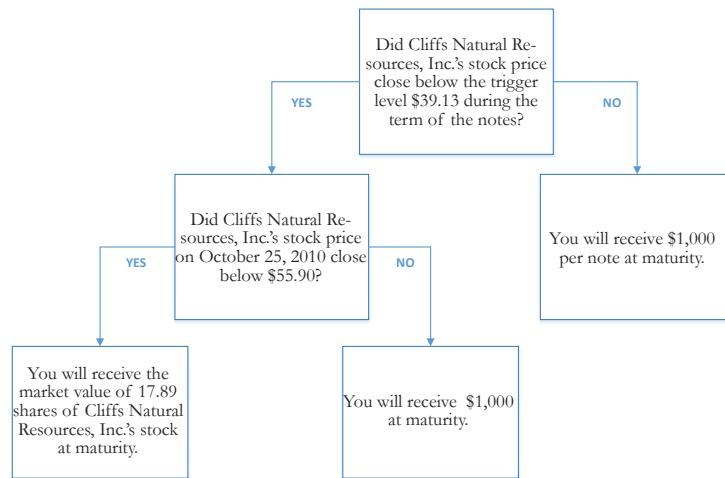 Did Cliffs Natural Re-
sources, Inc.'s stock price
close below the trigger
level $39.13 during the
term of the notes?
YES
NO
Did Cliffs Natural Re-
sources, Inc.'s stock price
on October 25, 2010 close
below $55.90?
You will receive $1,000
per note at maturity.
YES
NO
You will receive the
market value of 17.89
shares of Cliffs Natural
Resources, Inc.'s stock
at maturity.
You will receive $1,000
at maturity.